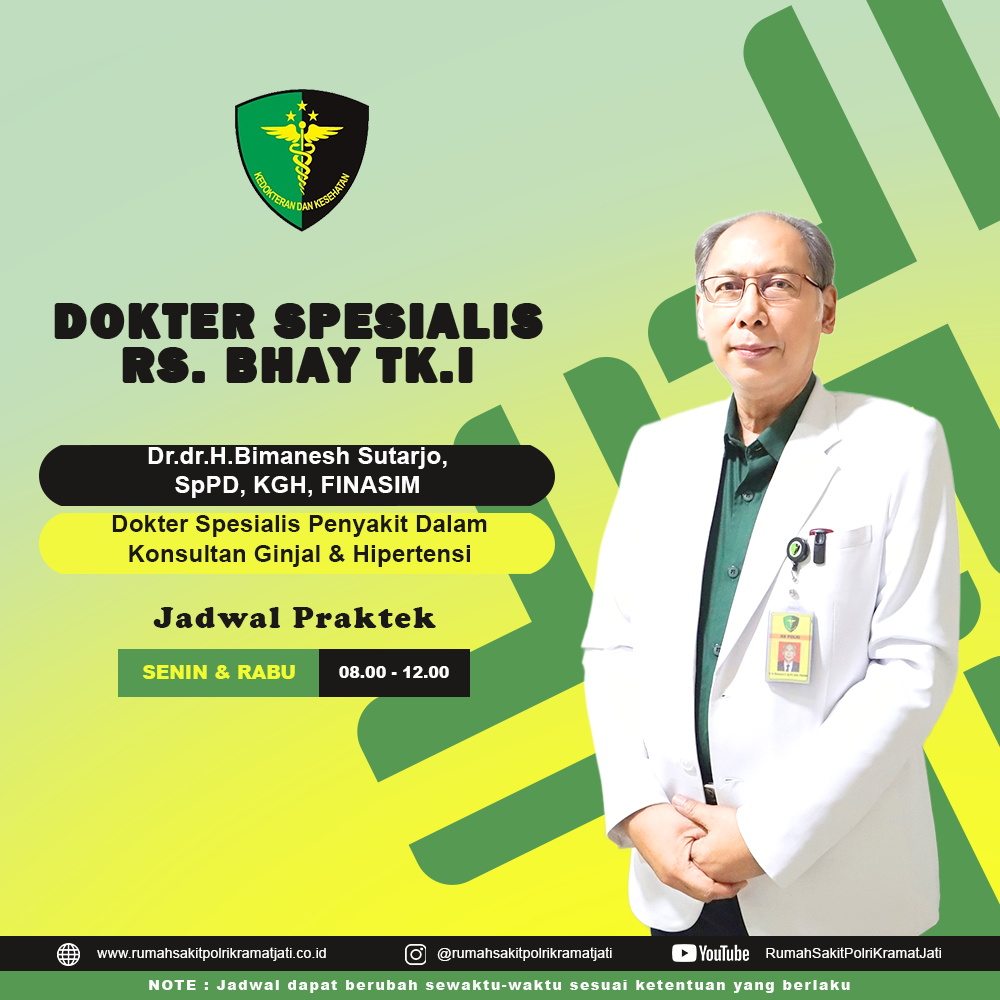 KEDOKTERAN DAN KESEHATAN
DOKTER SPESIALIS
RS. BHAY TK.I
Dr.dr.H.Bimanesh Sutarjo,
SpPD, KGH, FINASIM
Dokter Spesialis Penyakit Dalam
Konsultan Ginjal & Hipertensi
Jadwal Praktek
SENIN & RABU 08.00 - 12.00
www.rumahsakitpolrikramatjati.co.id @rumahsakitpolrikramatjati YouTube RumahSakitPolriKramatJati
NOTE : Jadwal dapat berubah sewaktu-waktu sesuai ketentuan yang berlaku